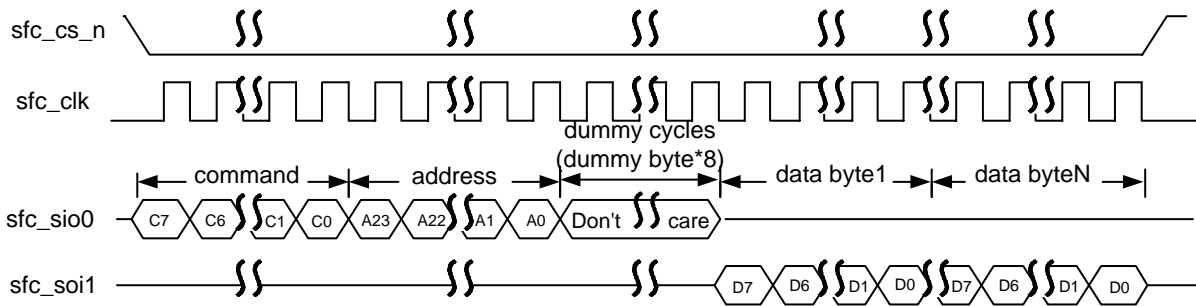 sfc_cs_n
sfc_clk
dummy cycles
(dummy byte*8)
command address data byte1 data byteN
sfc_sio0 C7 C6 C1 C0 A23 A22 A1 A0 Don't care
sfc_soi1 D7 D6 D1 D0 D7 D6 D1 D0